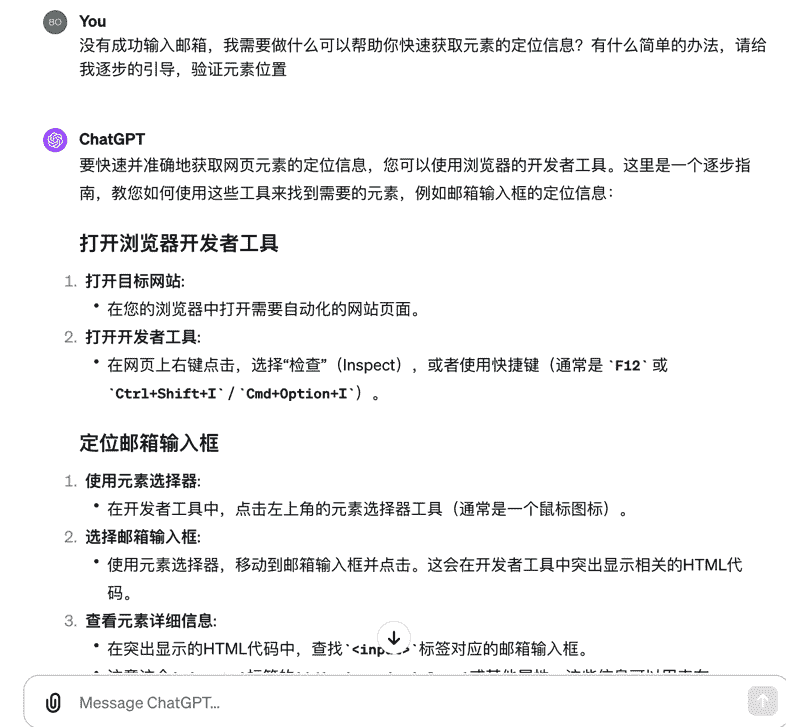 BO
You
没有成功输入邮箱，我需要做什么可以帮助你快速获取元素的定位信息？有什么简单的办法，请给
我逐步的引导，验证元素位置
ChatGPT
要快速并准确地获取网页元素的定位信息，您可以使用浏览器的开发者工具。这里是一个逐步指
南，教您如何使用这些工具来找到需要的元素，例如邮箱输入框的定位信息：
打开浏览器开发者工具
1. 打开目标网站:
• 在您的浏览器中打开需要自动化的网站页面。
2. 打开开发者工具:
• 在网页上右键点击，选择“检查”（Inspect），或者使用快捷键（通常是 `F12` 或
`Ctrl+Shift+I` / `Cmd+Option+I`）。
定位邮箱输入框
1. 使用元素选择器:
• 在开发者工具中，点击左上角的元素选择器工具（通常是一个鼠标图标）。
2. 选择邮箱输入框:
• 使用元素选择器，移动到邮箱输入框并点击。这会在开发者工具中突出显示相关的HTML代
码。
3. 查看元素详细信息:
• 在突出显示的HTML代码中，查找`<input>`标签对应的邮箱输入框。
Message ChatGPT...